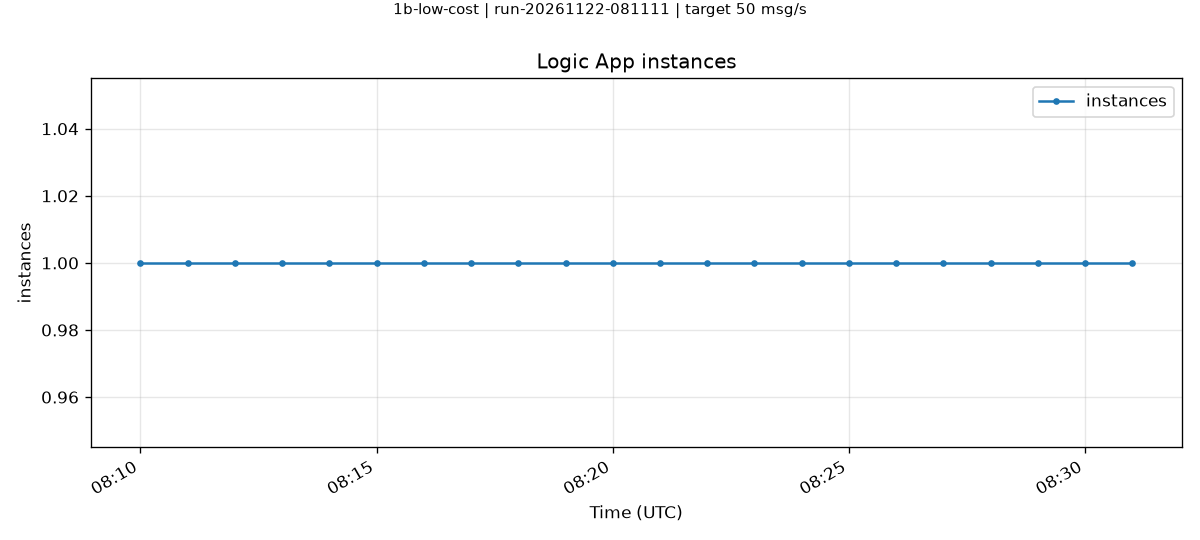 1b-low-cost | run-20261122-081111 | target 50 msg/s
Logic App instances
instances
1.04
1.02
1.00
0.98
0.96
instances
08:10
08:15
08:20
08:25
08:30
Time (UTC)